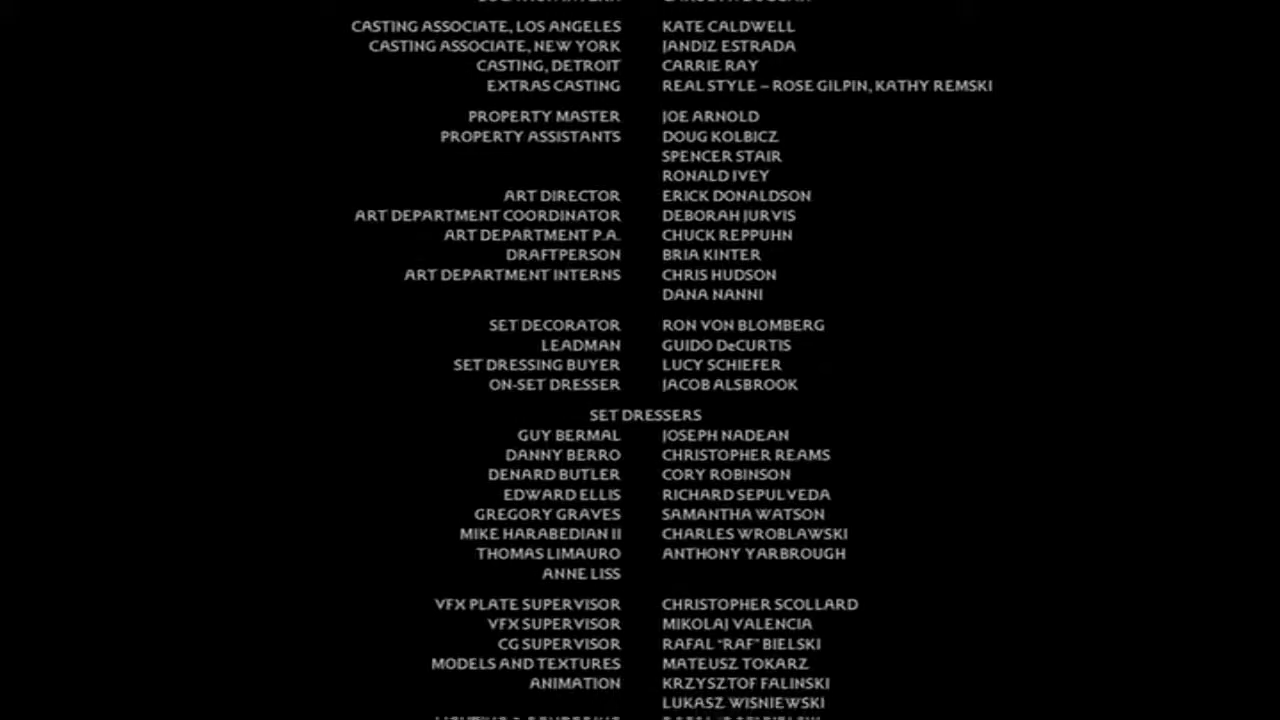 CASTING ASSOCIATE, LOS ANGELES KATE CALDWELL
CASTING ASSOCIATE, NEW YORK JANDIZ ESTRADA
CASTING, DETROIT CARRIE RAY
EXTRAS CASTING REAL STYLE – ROSE GILPIN, KATHY REMSKI
PROPERTY MASTER JOE ARNOLD
PROPERTY ASSISTANTS DOUG KOLBICZ
SPENCER STAIR
RONALD IVEY
ART DIRECTOR ERICK DONALDSON
ART DEPARTMENT COORDINATOR DEBORAH JURVIS
ART DEPARTMENT P.A. CHUCK REPPUHN
DRAFTPERSON BRIA KINTER
ART DEPARTMENT INTERNS CHRIS HUDSON
DANA NANNI
SET DECORATOR RON VON BLOMBERG
LEADMAN GUIDO DeCURTIS
SET DRESSING BUYER LUCY SCHIEFER
ON-SET DRESSER JACOB ALSBROOK
SET DRESSERS
GUY BERMAL JOSEPH NADEAN
DANNY BERRO CHRISTOPHER REAMS
DENARD BUTLER CORY ROBINSON
EDWARD ELLIS RICHARD SEPULVEDA
GREGORY GRAVES SAMANTHA WATSON
MIKE HARABEDIAN II CHARLES WROBLAWSKI
THOMAS LIMAURO ANTHONY YARBROUGH
ANNE LISS
VFX PLATE SUPERVISOR CHRISTOPHER SCOLLARD
VFX SUPERVISOR MIKOLAJ VALENCIA
CG SUPERVISOR RAFAL "RAF" BIELSKI
MODELS AND TEXTURES MATEUSZ TOKARZ
ANIMATION KRZYSZTOF FALINSKI
LUKASZ WISNIEWSKI